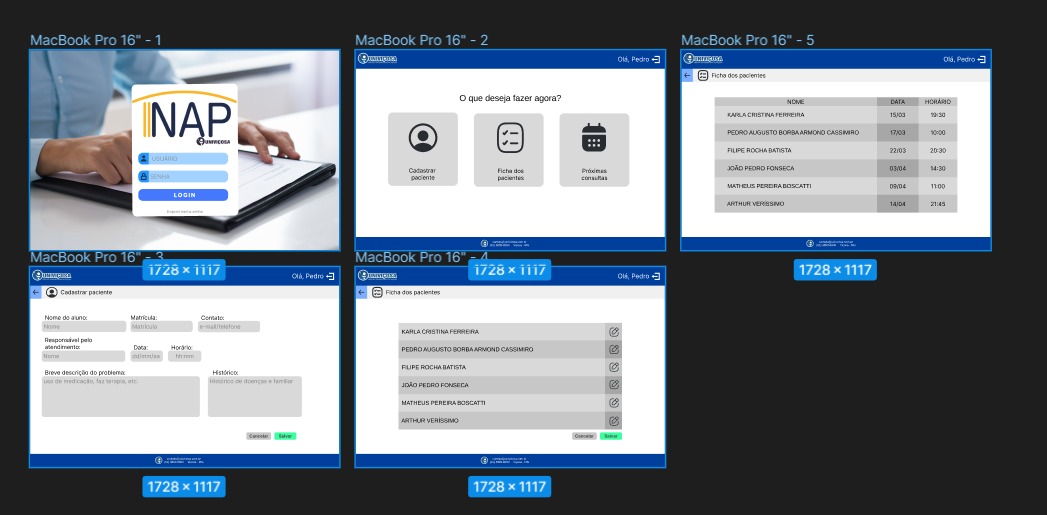 MacBook Pro 16" - 1
NAP
UNIVIÇOSA
USUÁRIO
SENHA
LOGIN
1728 × 1117
MacBook Pro 16" - 2
UNIVIÇOSA
Olá, Pedro
O que deseja fazer agora?
Cadastrar
paciente
Ficha dos
pacientes
Próximas
consultas
1728 × 1117
MacBook Pro 16" - 5
UNIVIÇOSA
Olá, Pedro
Ficha dos pacientes
NOME DATA HORÁRIO
KARLA CRISTINA FERREIRA 15/03 19:30
PEDRO AUGUSTO BORBA ARMOND CASSIMIRO 17/03 10:00
FILIPE ROCHA BATISTA 22/03 20:30
JOÃO PEDRO FONSECA 03/04 14:30
MATHEUS PEREIRA BOSCATTI 09/04 11:00
ARTHUR VERÍSSIMO 14/04 21:45
1728 × 1117
MacBook Pro 16" - 3
UNIVIÇOSA
Olá, Pedro
Cadastrar paciente
Nome do aluno: Matrícula: Contato:
Nome Matrícula e-mail/telefone
Responsável pelo
atendimento: Data: Horário:
Nome dd/mm/aa hh:mm
Breve descrição do problema: Histórico:
uso de medicação, faz terapia, etc. Histórico de doenças e familiar
Cancelar Salvar
1728 × 1117
MacBook Pro 16" - 4
UNIVIÇOSA
Olá, Pedro
Ficha dos pacientes
KARLA CRISTINA FERREIRA
PEDRO AUGUSTO BORBA ARMOND CASSIMIRO
FILIPE ROCHA BATISTA
JOÃO PEDRO FONSECA
MATHEUS PEREIRA BOSCATTI
ARTHUR VERÍSSIMO
Cancelar Salvar
1728 × 1117